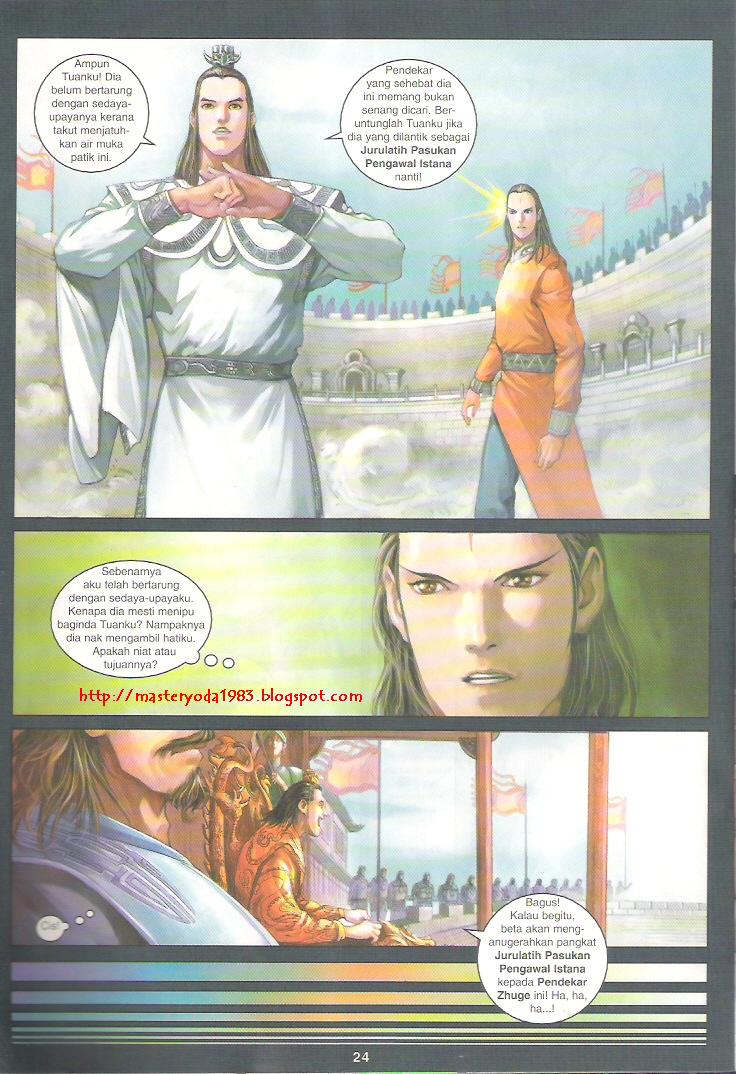 Ampun
Tuanku! Dia
belum bertarung
dengan sedaya-
upayanya kerana
takut menjatuh-
kan air muka
patik ini.
Pendekar
yang sehebat dia
ini memang bukan
senang dicari. Ber-
untunglah Tuanku jika
dia yang dilantik sebagai
Jurulatih Pasukan
Pengawal Istana
nanti!
Sebenarnya
aku telah bertarung
dengan sedaya-upayaku.
Kenapa dia mesti menipu
baginda Tuanku? Nampaknya
dia nak mengambil hatiku.
Apakah niat atau
tujuannya?
http://masteryoda1983.blogspot.com
Cis!
Bagus!
Kalau begitu,
beta akan meng-
anugerahkan pangkat
Jurulatih Pasukan
Pengawal Istana
kepada Pendekar
Zhuge ini! Ha, ha,
ha...!
24